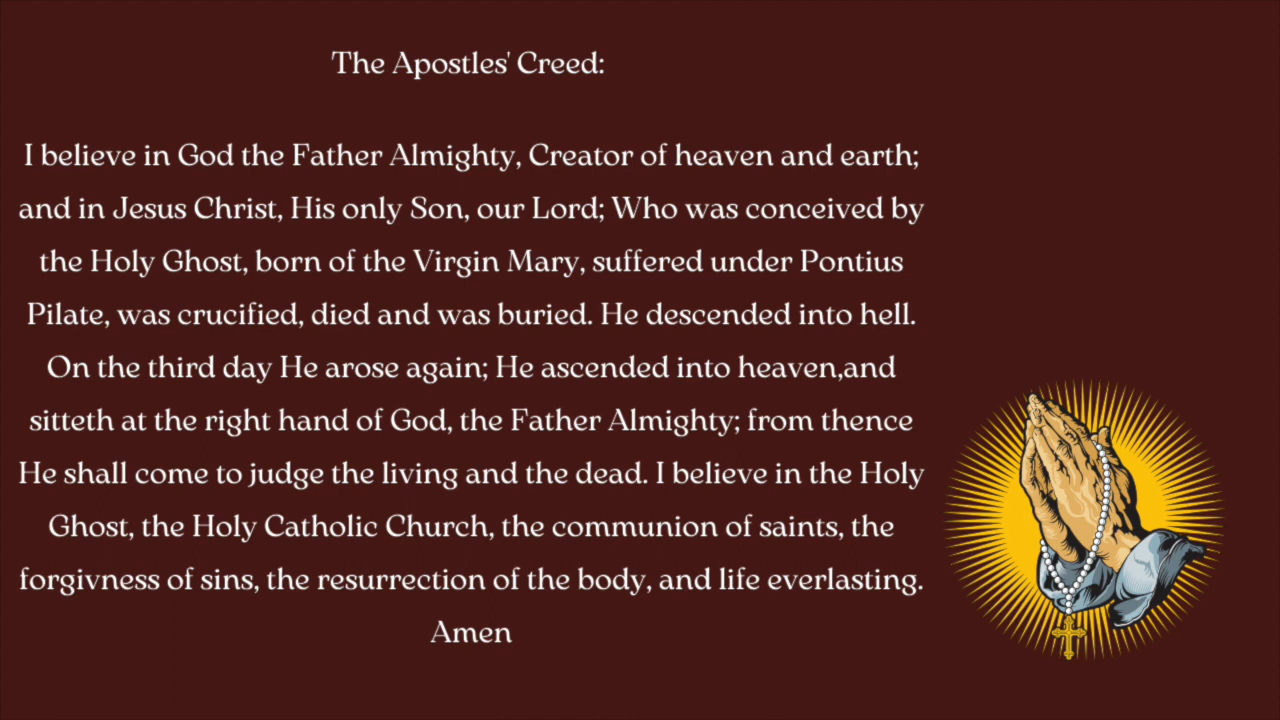 The Apostles' Creed:
I believe in God the Father Almighty, Creator of heaven and earth;
and in Jesus Christ, His only Son, our Lord; Who was conceived by
the Holy Ghost, born of the Virgin Mary, suffered under Pontius
Pilate, was crucified, died and was buried. He descended into hell.
On the third day He arose again; He ascended into heaven,and
sitteth at the right hand of God, the Father Almighty; from thence
He shall come to judge the living and the dead. I believe in the Holy
Ghost, the Holy Catholic Church, the communion of saints, the
forgivness of sins, the resurrection of the body, and life everlasting.
Amen